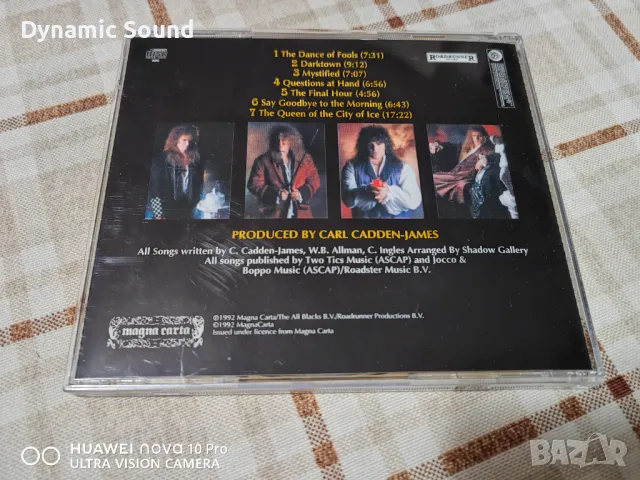 Dynamic Sound
1 The Dance of Fools (7:31)
2 Darktown (9:12)
3 Mystified (7:07)
4 Questions at Hand (6:56)
5 The Final Hour (4:56)
6 Say Goodbye to the Morning (6:43)
7 The Queen of the City of Ice (17:22)
ROADRUNNER
PRODUCED BY CARL CADDEN-JAMES
All Songs written by C. Cadden-James, W.B. Allman, C. Ingles Arranged By Shadow Gallery
All songs published by Two Tics Music (ASCAP) and Jocco &
Boppo Music (ASCAP)/Roadster Music B.V.
magna carta
©1992 Magna Carta/The All Blacks B.V./Roadrunner Productions B.V.
©1992 MagnaCarta
Issued under licence from Magna Carta
HUAWEI nova 10 Pro
ULTRA VISION CAMERA
BAZAR